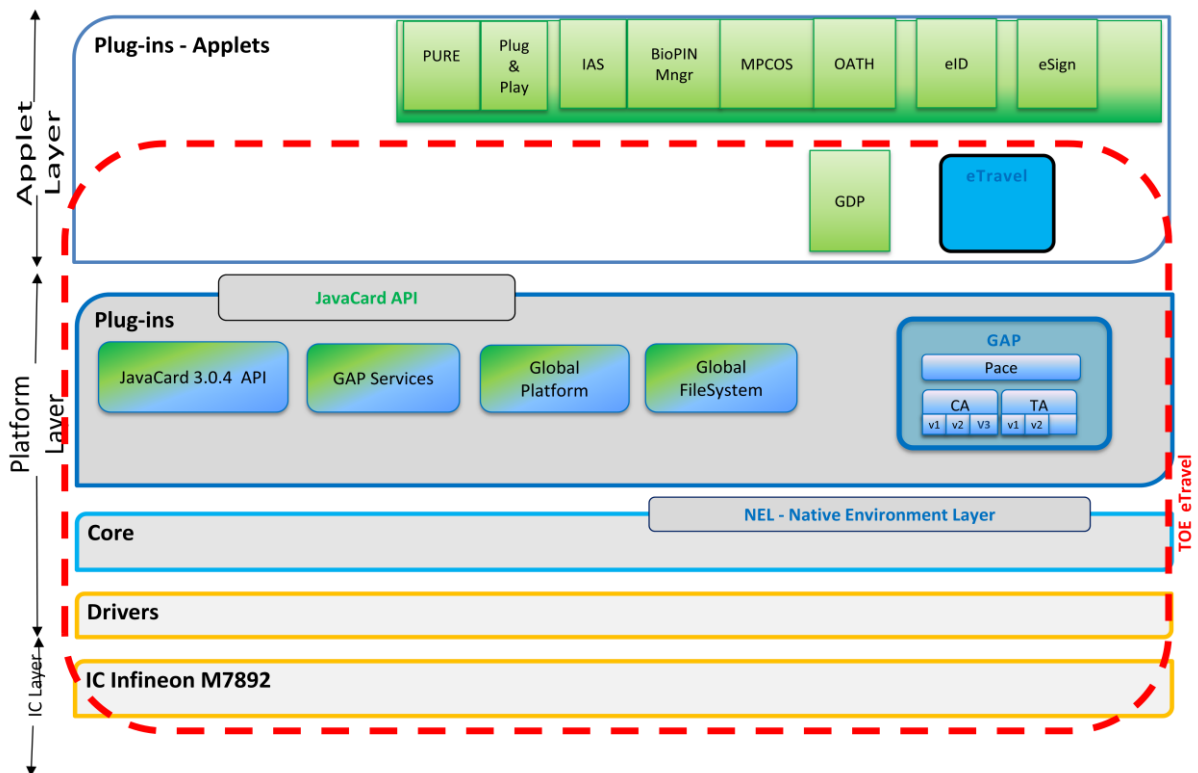 Applet
Layer
Plug-ins - Applets
PURE
Plug
&
Play
IAS
BioPIN
Mngr
MPCOS
OATH
eID
eSign
GDP
eTravel
Platform
Layer
JavaCard API
Plug-ins
JavaCard 3.0.4 API
GAP Services
Global
Platform
Global
FileSystem
GAP
Pace
CA
TA
v1
v2
V3
v1
v2
NEL - Native Environment Layer
Core
TOE eTravel
Drivers
IC Layer
IC Infineon M7892